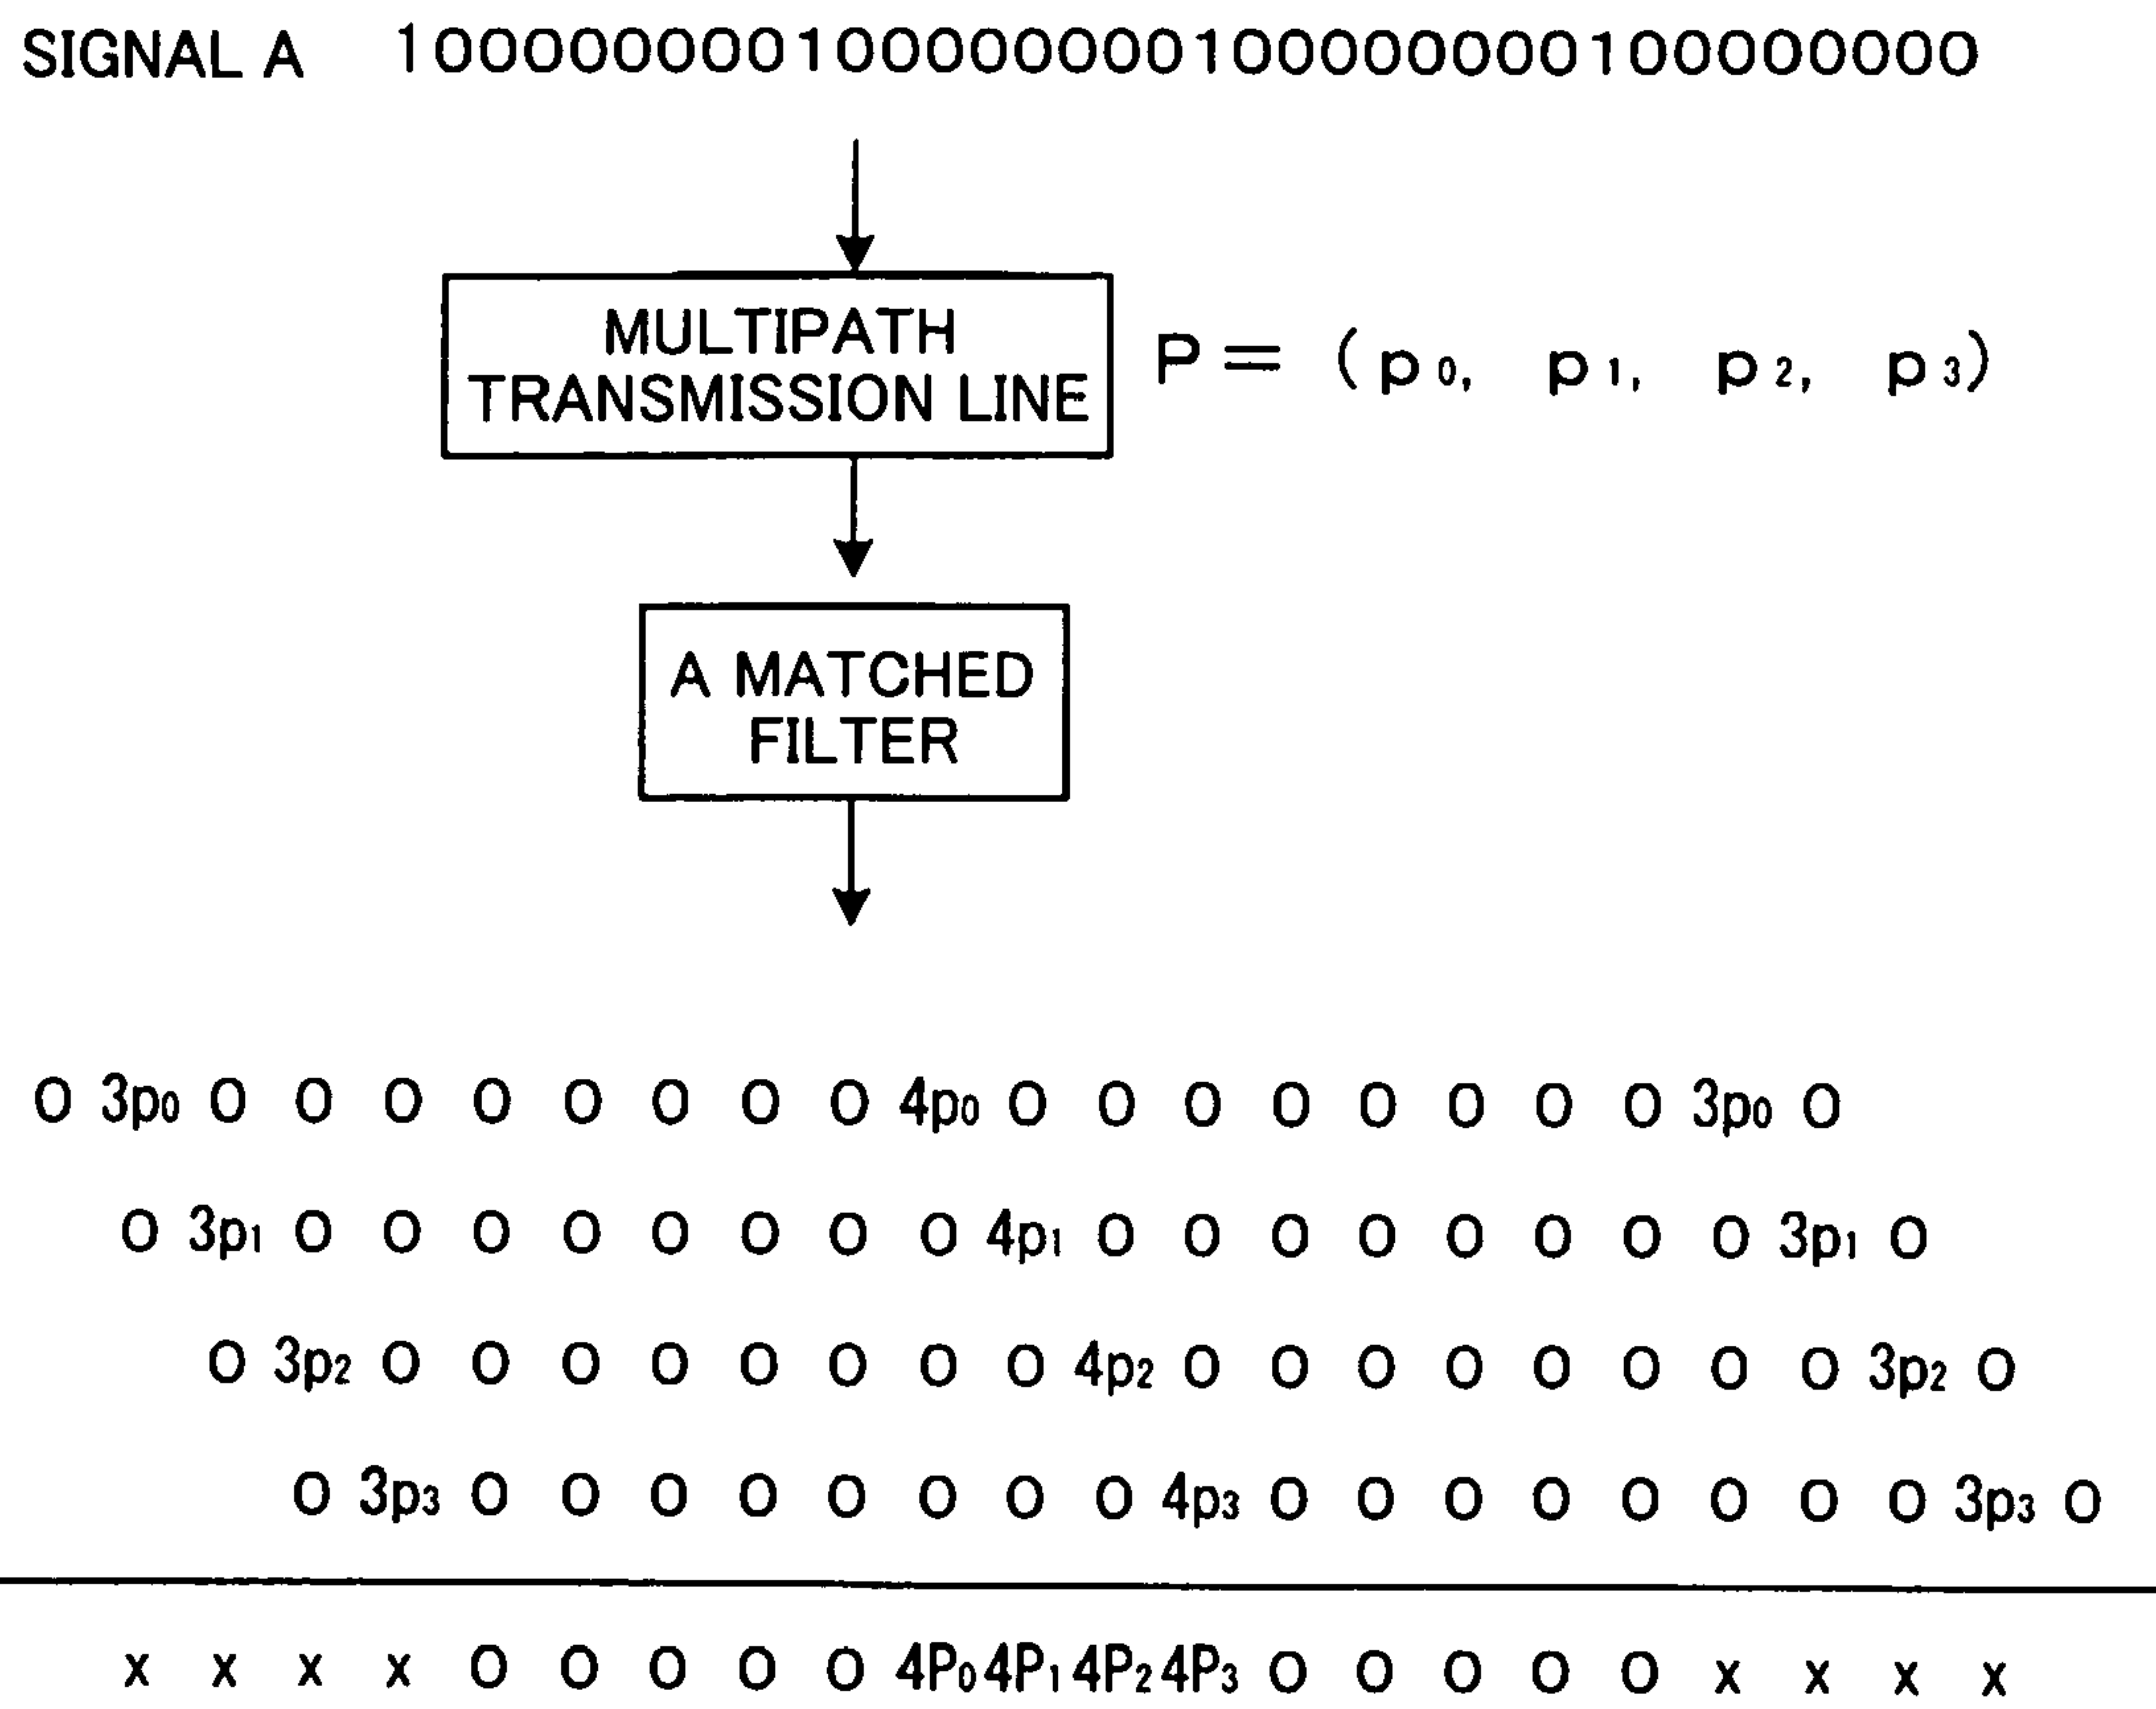 SIGNAL A 100000000100000000100000000100000000
MULTIPATH
TRANSMISSION LINE
P = (p0, p1, p2, p3)
A MATCHED
FILTER
0 3p0 0 0 0 0 0 0 0 0 4p0 0 0 0 0 0 0 0 0 3p0 0
0 3p1 0 0 0 0 0 0 0 0 4p1 0 0 0 0 0 0 0 0 3p1 0
0 3p2 0 0 0 0 0 0 0 0 4p2 0 0 0 0 0 0 0 0 3p2 0
0 3p3 0 0 0 0 0 0 0 0 4p3 0 0 0 0 0 0 0 0 3p3 0
x x x x 0 0 0 0 0 4P0 4P1 4P2 4P3 0 0 0 0 0 x x x x